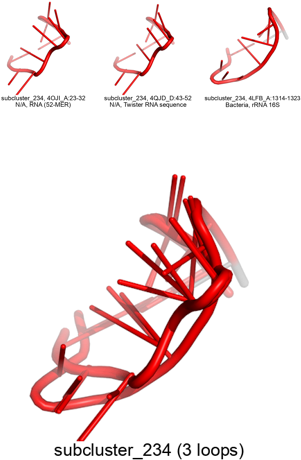 subcluster_234, 4OJI_A:23-32
N/A, RNA (52-MER)
subcluster_234, 4QJD_D:43-52
N/A, Twister RNA sequence
subcluster_234, 4LFB_A:1314-1323
Bacteria, rRNA 16S
subcluster_234 (3 loops)